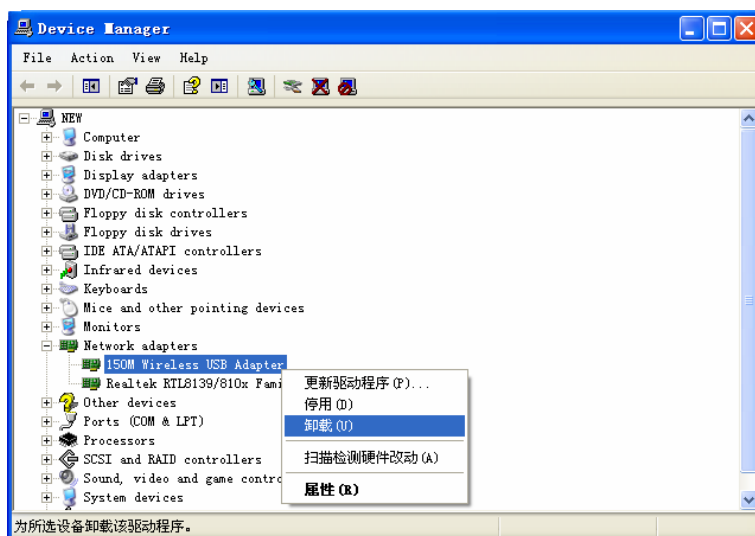 Device Manager
File Action View Help
NEW
Computer
Disk drives
Display adapters
DVD/CD-ROM drives
Floppy disk controllers
Floppy disk drives
IDE ATA/ATAPI controllers
Infrared devices
Keyboards
Mice and other pointing devices
Monitors
Network adapters
150M Wireless USB Adapter
Realtek RTL8139/810x Fami
Other devices
Ports (COM & LPT)
Processors
SCSI and RAID controllers
Sound, video and game contro
System devices
更新驱动程序(P)...
停用(D)
卸载(U)
扫描检测硬件改动(A)
属性(R)
为所选设备卸载该驱动程序。